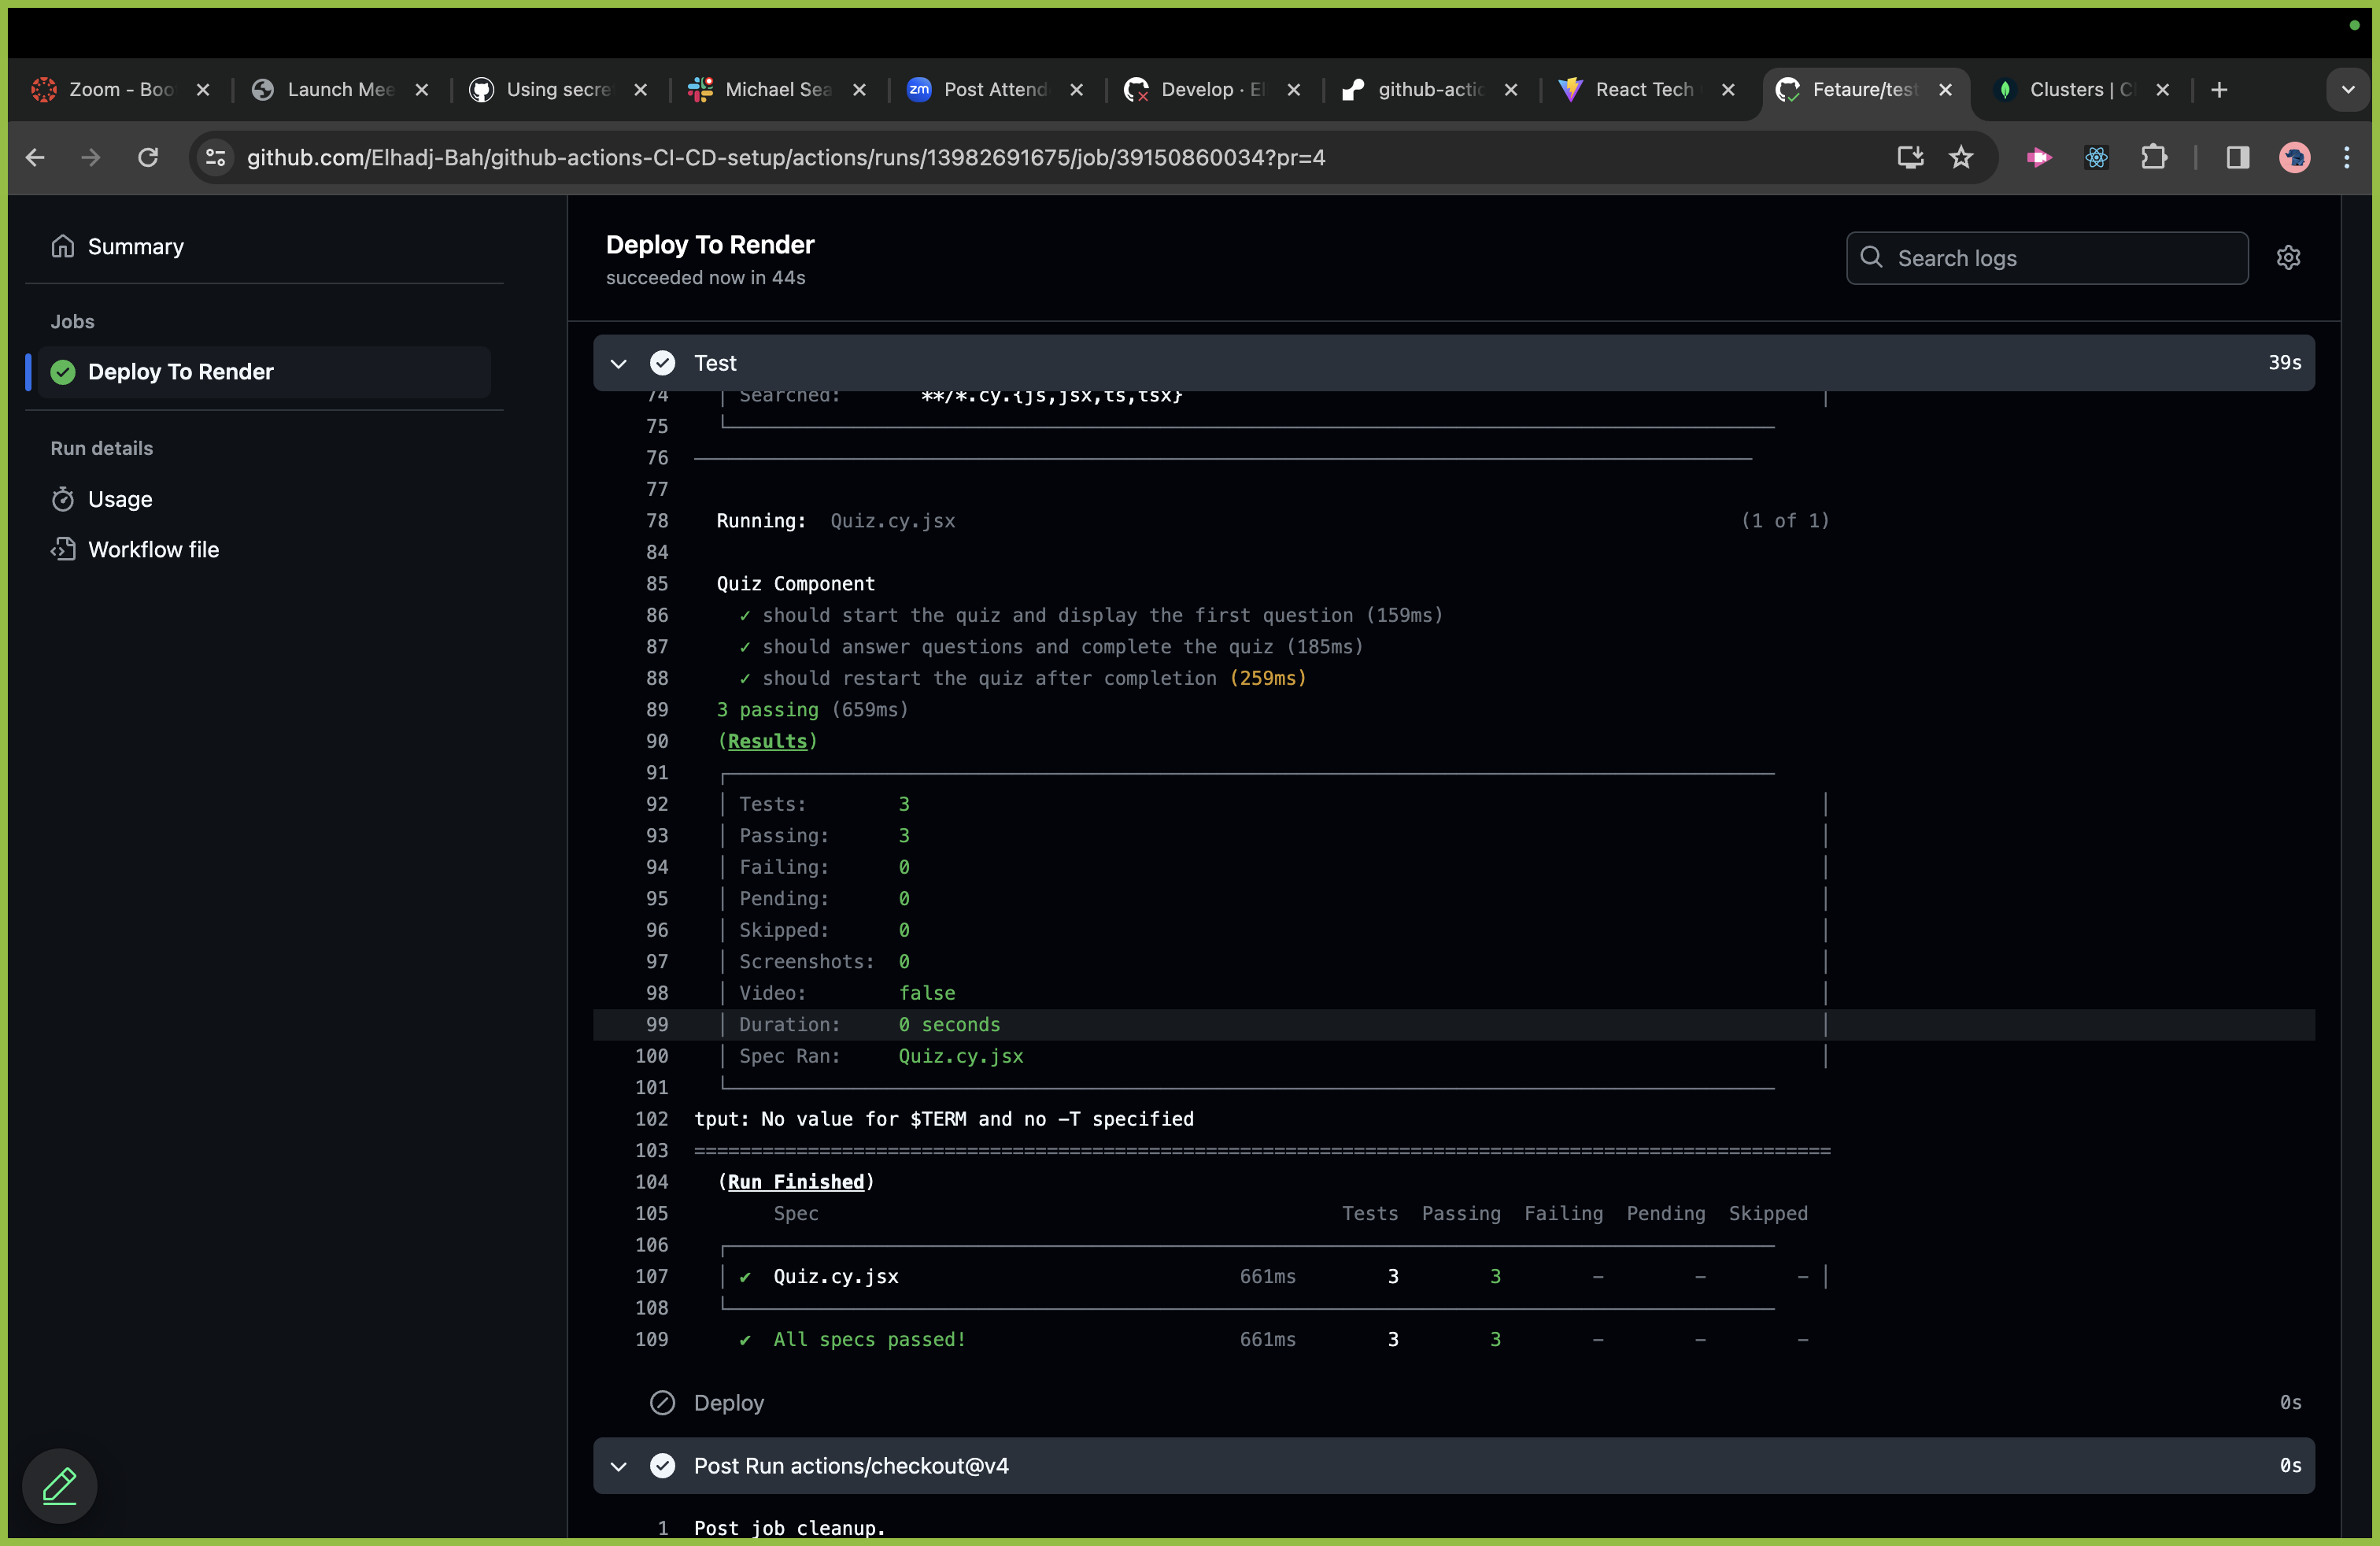 Zoom - Boo
Launch Mee
Using secre
Michael Sea
Post Attend
Develop · El
github-actic
React Tech
Fetaure/test
Clusters | C
github.com/Elhadj-Bah/github-actions-CI-CD-setup/actions/runs/13982691675/job/39150860034?pr=4
Summary
Jobs
Deploy To Render
Run details
Usage
Workflow file
Deploy To Render
succeeded now in 44s
Search logs
Test 39s
74 Searched: **/*.cy.{js,jsx,ts,tsx}
75
76
77
78 Running: Quiz.cy.jsx (1 of 1)
84
85 Quiz Component
86 ✓ should start the quiz and display the first question (159ms)
87 ✓ should answer questions and complete the quiz (185ms)
88 ✓ should restart the quiz after completion (259ms)
89 3 passing (659ms)
90 (Results)
91
92 Tests: 3
93 Passing: 3
94 Failing: 0
95 Pending: 0
96 Skipped: 0
97 Screenshots: 0
98 Video: false
99 Duration: 0 seconds
100 Spec Ran: Quiz.cy.jsx
101
102 tput: No value for $TERM and no -T specified
103 ====================================================================================================
104 (Run Finished)
105 Spec Tests Passing Failing Pending Skipped
106
107 ✔ Quiz.cy.jsx 661ms 3 3 - - -
108
109 ✔ All specs passed! 661ms 3 3 - - -
Deploy 0s
Post Run actions/checkout@v4 0s
1 Post job cleanup.